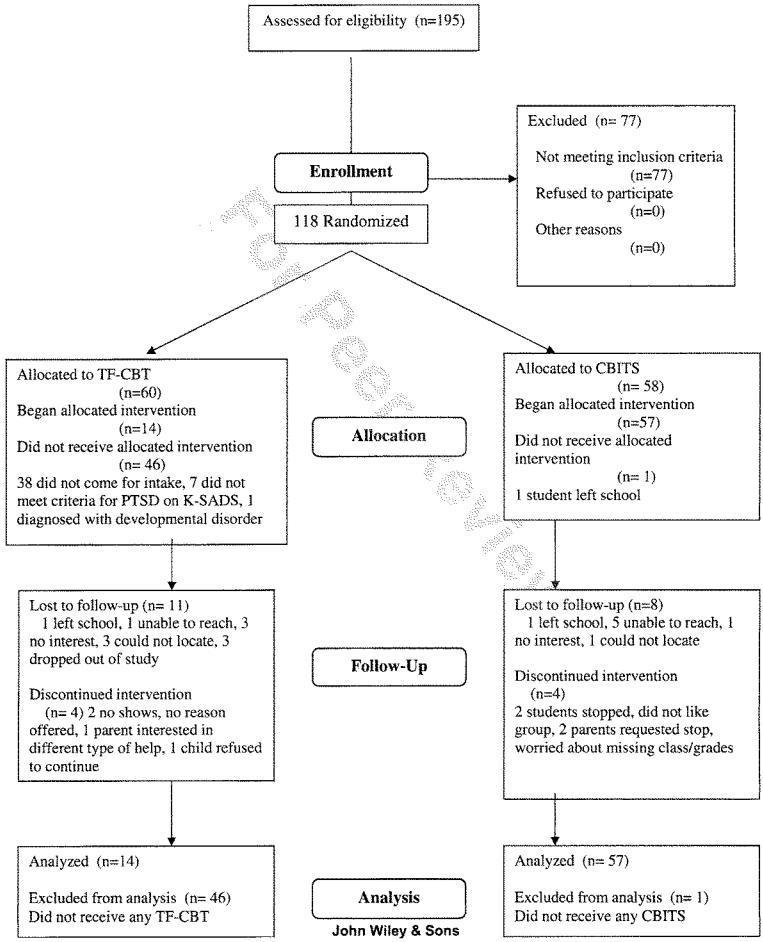 Assessed for eligibility (n=195)
Excluded (n= 77)
Not meeting inclusion criteria
(n=77)
Refused to participate
(n=0)
Other reasons
(n=0)
Enrollment
118 Randomized
Allocated to TF-CBT
(n=60)
Began allocated intervention
(n=14)
Did not receive allocated intervention
(n= 46)
38 did not come for intake, 7 did not
meet criteria for PTSD on K-SADS, 1
diagnosed with developmental disorder
Allocation
Allocated to CBITS
(n= 58)
Began allocated intervention
(n=57)
Did not receive allocated
intervention
(n= 1)
1 student left school
Lost to follow-up (n= 11)
1 left school, 1 unable to reach, 3
no interest, 3 could not locate, 3
dropped out of study
Discontinued intervention
(n= 4) 2 no shows, no reason
offered, 1 parent interested in
different type of help, 1 child refused
to continue
Follow-Up
Lost to follow-up (n=8)
1 left school, 5 unable to reach, 1
no interest, 1 could not locate
Discontinued intervention
(n=4)
2 students stopped, did not like
group, 2 parents requested stop,
worried about missing class/grades
Analyzed (n=14)
Excluded from analysis (n= 46)
Did not receive any TF-CBT
Analysis
Analyzed (n= 57)
Excluded from analysis (n= 1)
Did not receive any CBITS
John Wiley & Sons
For Peer Review